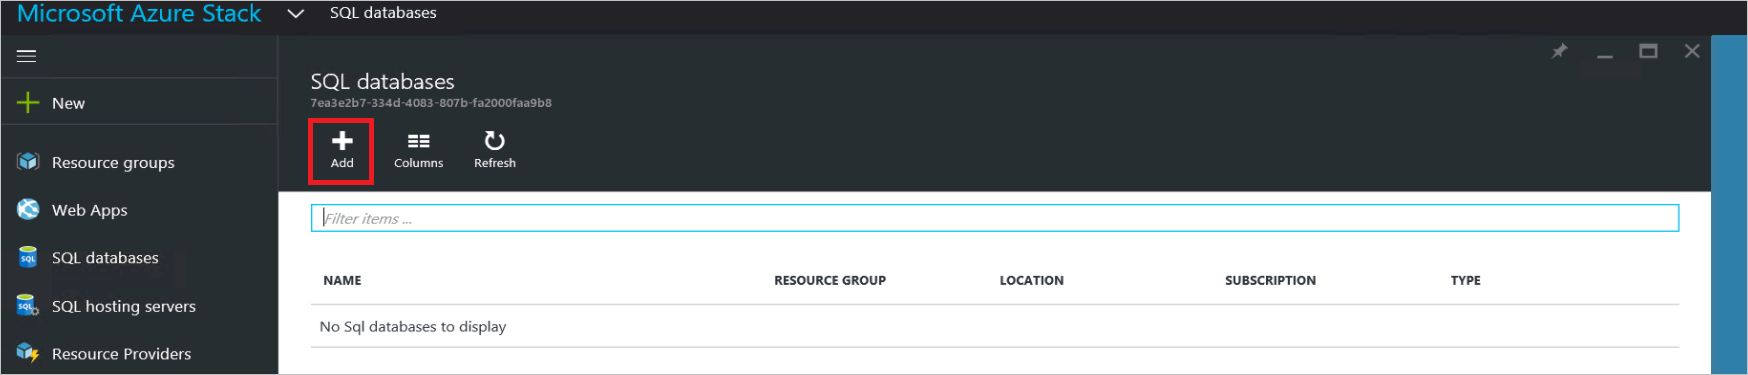 Microsoft Azure Stack
SQL databases
New
Resource groups
Web Apps
SQL databases
SQL hosting servers
Resource Providers
SQL databases
7ea3e2b7-334d-4083-807b-fa2000faa9b8
Add Columns Refresh
Filter items ...
NAME RESOURCE GROUP LOCATION SUBSCRIPTION TYPE
No Sql databases to display
SQL
SQL